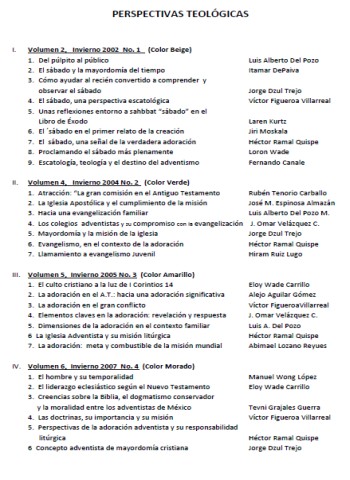 PERSPECTIVAS TEOLÓGICAS
I. Volumen 2, Invierno 2002 No. 1 (Color Beige)
1. Del púlpito al público Luis Alberto Del Pozo
2. El sábado y la mayordomía del tiempo Itamar DePaiva
3. Cómo ayudar al recién convertido a comprender y
observar el sábado Jorge Dzul Trejo
4. El sábado, una perspectiva escatológica Víctor Figueroa Villarreal
5. Unas reflexiones entorno a sahbbat "sábado" en el
Libro de Éxodo Laren Kurtz
6. El ´sábado en el primer relato de la creación Jiri Moskala
7. El sábado, una señal de la verdadera adoración Héctor Ramal Quispe
8. Proclamando el sábado más plenamente Loron Wade
9. Escatología, teología y el destino del adventismo Fernando Canale
II. Volumen 4, Invierno 2004 No. 2 (Color Verde)
1. Atracción: "La gran comisión en el Antiguo Testamento Rubén Tenorio Carballo
2. La Iglesia Apostólica y el cumplimiento de la misión José M. Espinosa Almazán
3. Hacia una evangelización familiar Luis Alberto Del Pozo M.
4. Los colegios adventistas y su compromiso con la evangelización J. Omar Velázquez C.
5. Mayordomía y la misión de la iglesia Jorge Dzul Trejo
6. Evangelismo, en el contexto de la adoración Héctor Ramal Quispe
7. Llamamiento a evangelismo Juvenil Hiram Ruiz Lugo
III. Volumen 5, Invierno 2005 No. 3 (Color Amarillo)
1. El culto cristiano a la luz de I Corintios 14 Eloy Wade Carrillo
2. La adoración en el A.T.: hacia una adoración significativa Alejo Aguilar Gómez
3. La adoración en el gran conflicto Víctor FigueroaVillarreal
4. Elementos claves en la adoración: revelación y respuesta J. Omar Velázquez C.
5. Dimensiones de la adoración en el contexto familiar Luis A. Del Pozo
6 La Iglesia Adventista y su misión litúrgica Héctor Ramal Quispe
7. La adoración: meta y combustible de la misión mundial Abimael Lozano Reyues
IV. Volumen 6, Invierno 2007 No. 4 (Color Morado)
1. El hombre y su temporalidad Manuel Wong López
2. El liderazgo eclesiástico según el Nuevo Testamento Eloy Wade Carrillo
3. Creencias sobre la Biblia, el dogmatismo conservador
y la moralidad entre los adventistas de México Tevni Grajales Guerra
4. Las doctrinas, su importancia y su misión Víctor Figueroa Villarreal
5. Perspectivas de la adoración adventista y su responsabilidad
litúrgica Héctor Ramal Quispe
6 Concepto adventista de mayordomía cristiana Jorge Dzul Trejo